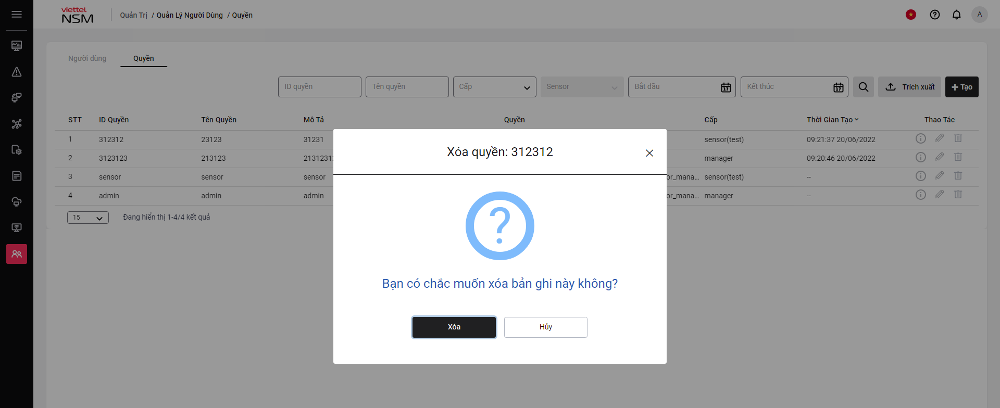 viettel
NSM
Quản Trị / Quản Lý Người Dùng / Quyền
A
Người dùng
Quyền
ID quyền
Tên quyền
Cấp
Sensor
Bắt đầu
17
Kết thúc
17
Trích xuất
+ Tạo
STT ID Quyền Tên Quyền Mô Tả Quyền Cấp Thời Gian Tạo Thao Tác
1 312312 23123 31231 sensor(test) 09:21:37 20/06/2022
2 3123123 213123 2131231 manager 09:20:46 20/06/2022
3 sensor sensor sensor or_mana... sensor(test) --
4 admin admin admin or_mana... manager --
15
Đang hiển thị 1-4/4 kết quả
Xóa quyền: 312312
?
Bạn có chắc muốn xóa bản ghi này không?
Xóa
Hủy